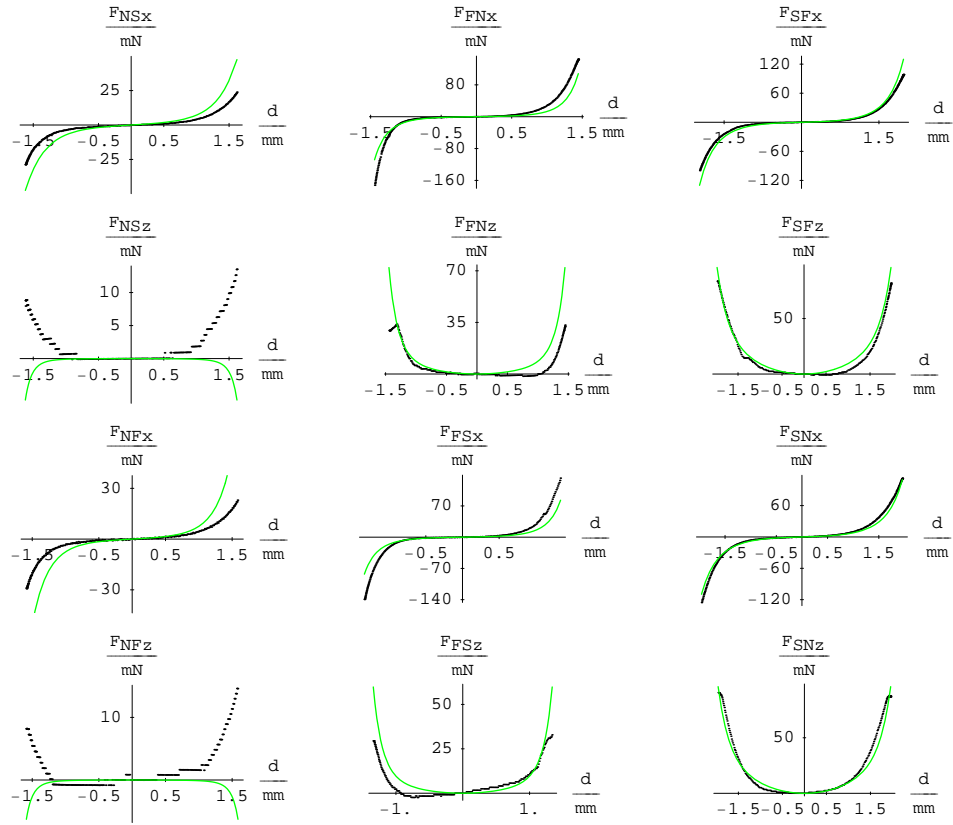 F_NSx F_FNx F_SFx
mN mN mN
25 80 120
60
d d d
-1.5 -0.5 0.5 1.5 mm -1.5 -0.5 0.5 1.5 mm -1.5 1.5 mm
-25 -80 -60
-160 -120
F_NSz F_FNz F_SFz
mN mN mN
10 70 50
5 35
d d d
-1.5 -0.5 0.5 1.5 mm -1.5 -0.5 0.5 1.5 mm -1.5 -0.5 0.5 1.5 mm
F_NFx F_FSx F_SNx
mN mN mN
30 70 60
d d d
-1.5 -0.5 0.5 1.5 mm -0.5 0.5 mm -1.5 -0.5 0.5 1.5 mm
-30 -70 -60
-140 -120
F_NFz F_FSz F_SNz
mN mN mN
10 50 50
25
d d d
-1.5 -0.5 0.5 1.5 mm -1. 1. mm -1.5 -0.5 0.5 1.5 mm